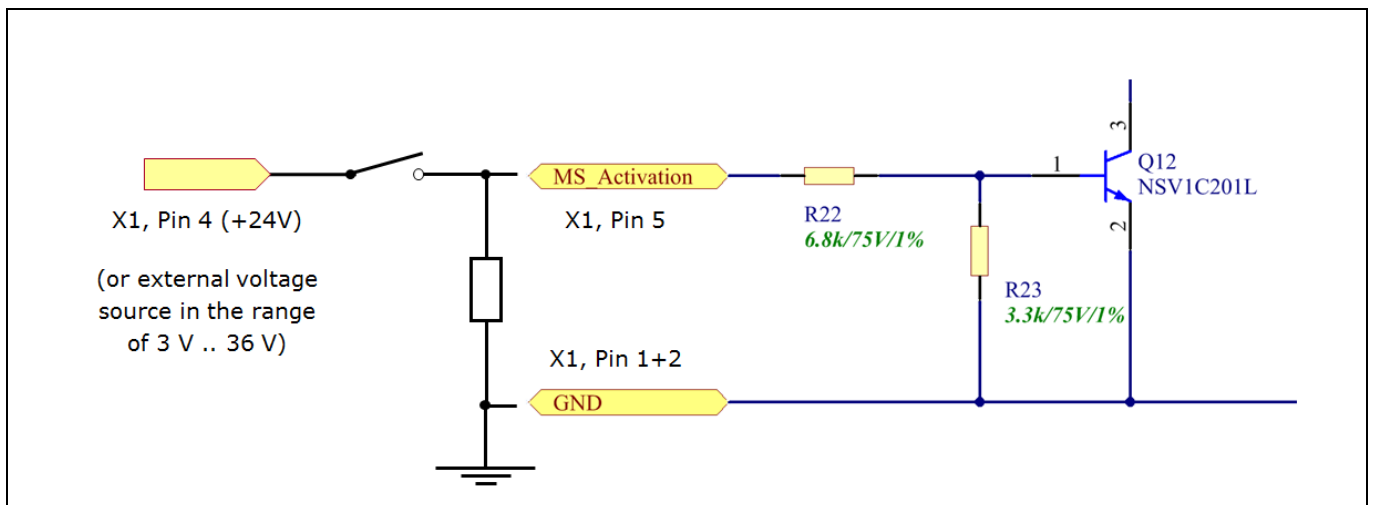 X1, Pin 4 (+24V)
(or external voltage
source in the range
of 3 V .. 36 V)
MS_Activation
X1, Pin 5
X1, Pin 1+2
GND
R22
6.8k/75V/1%
R23
3.3k/75V/1%
1
3
2
Q12
NSV1C201L